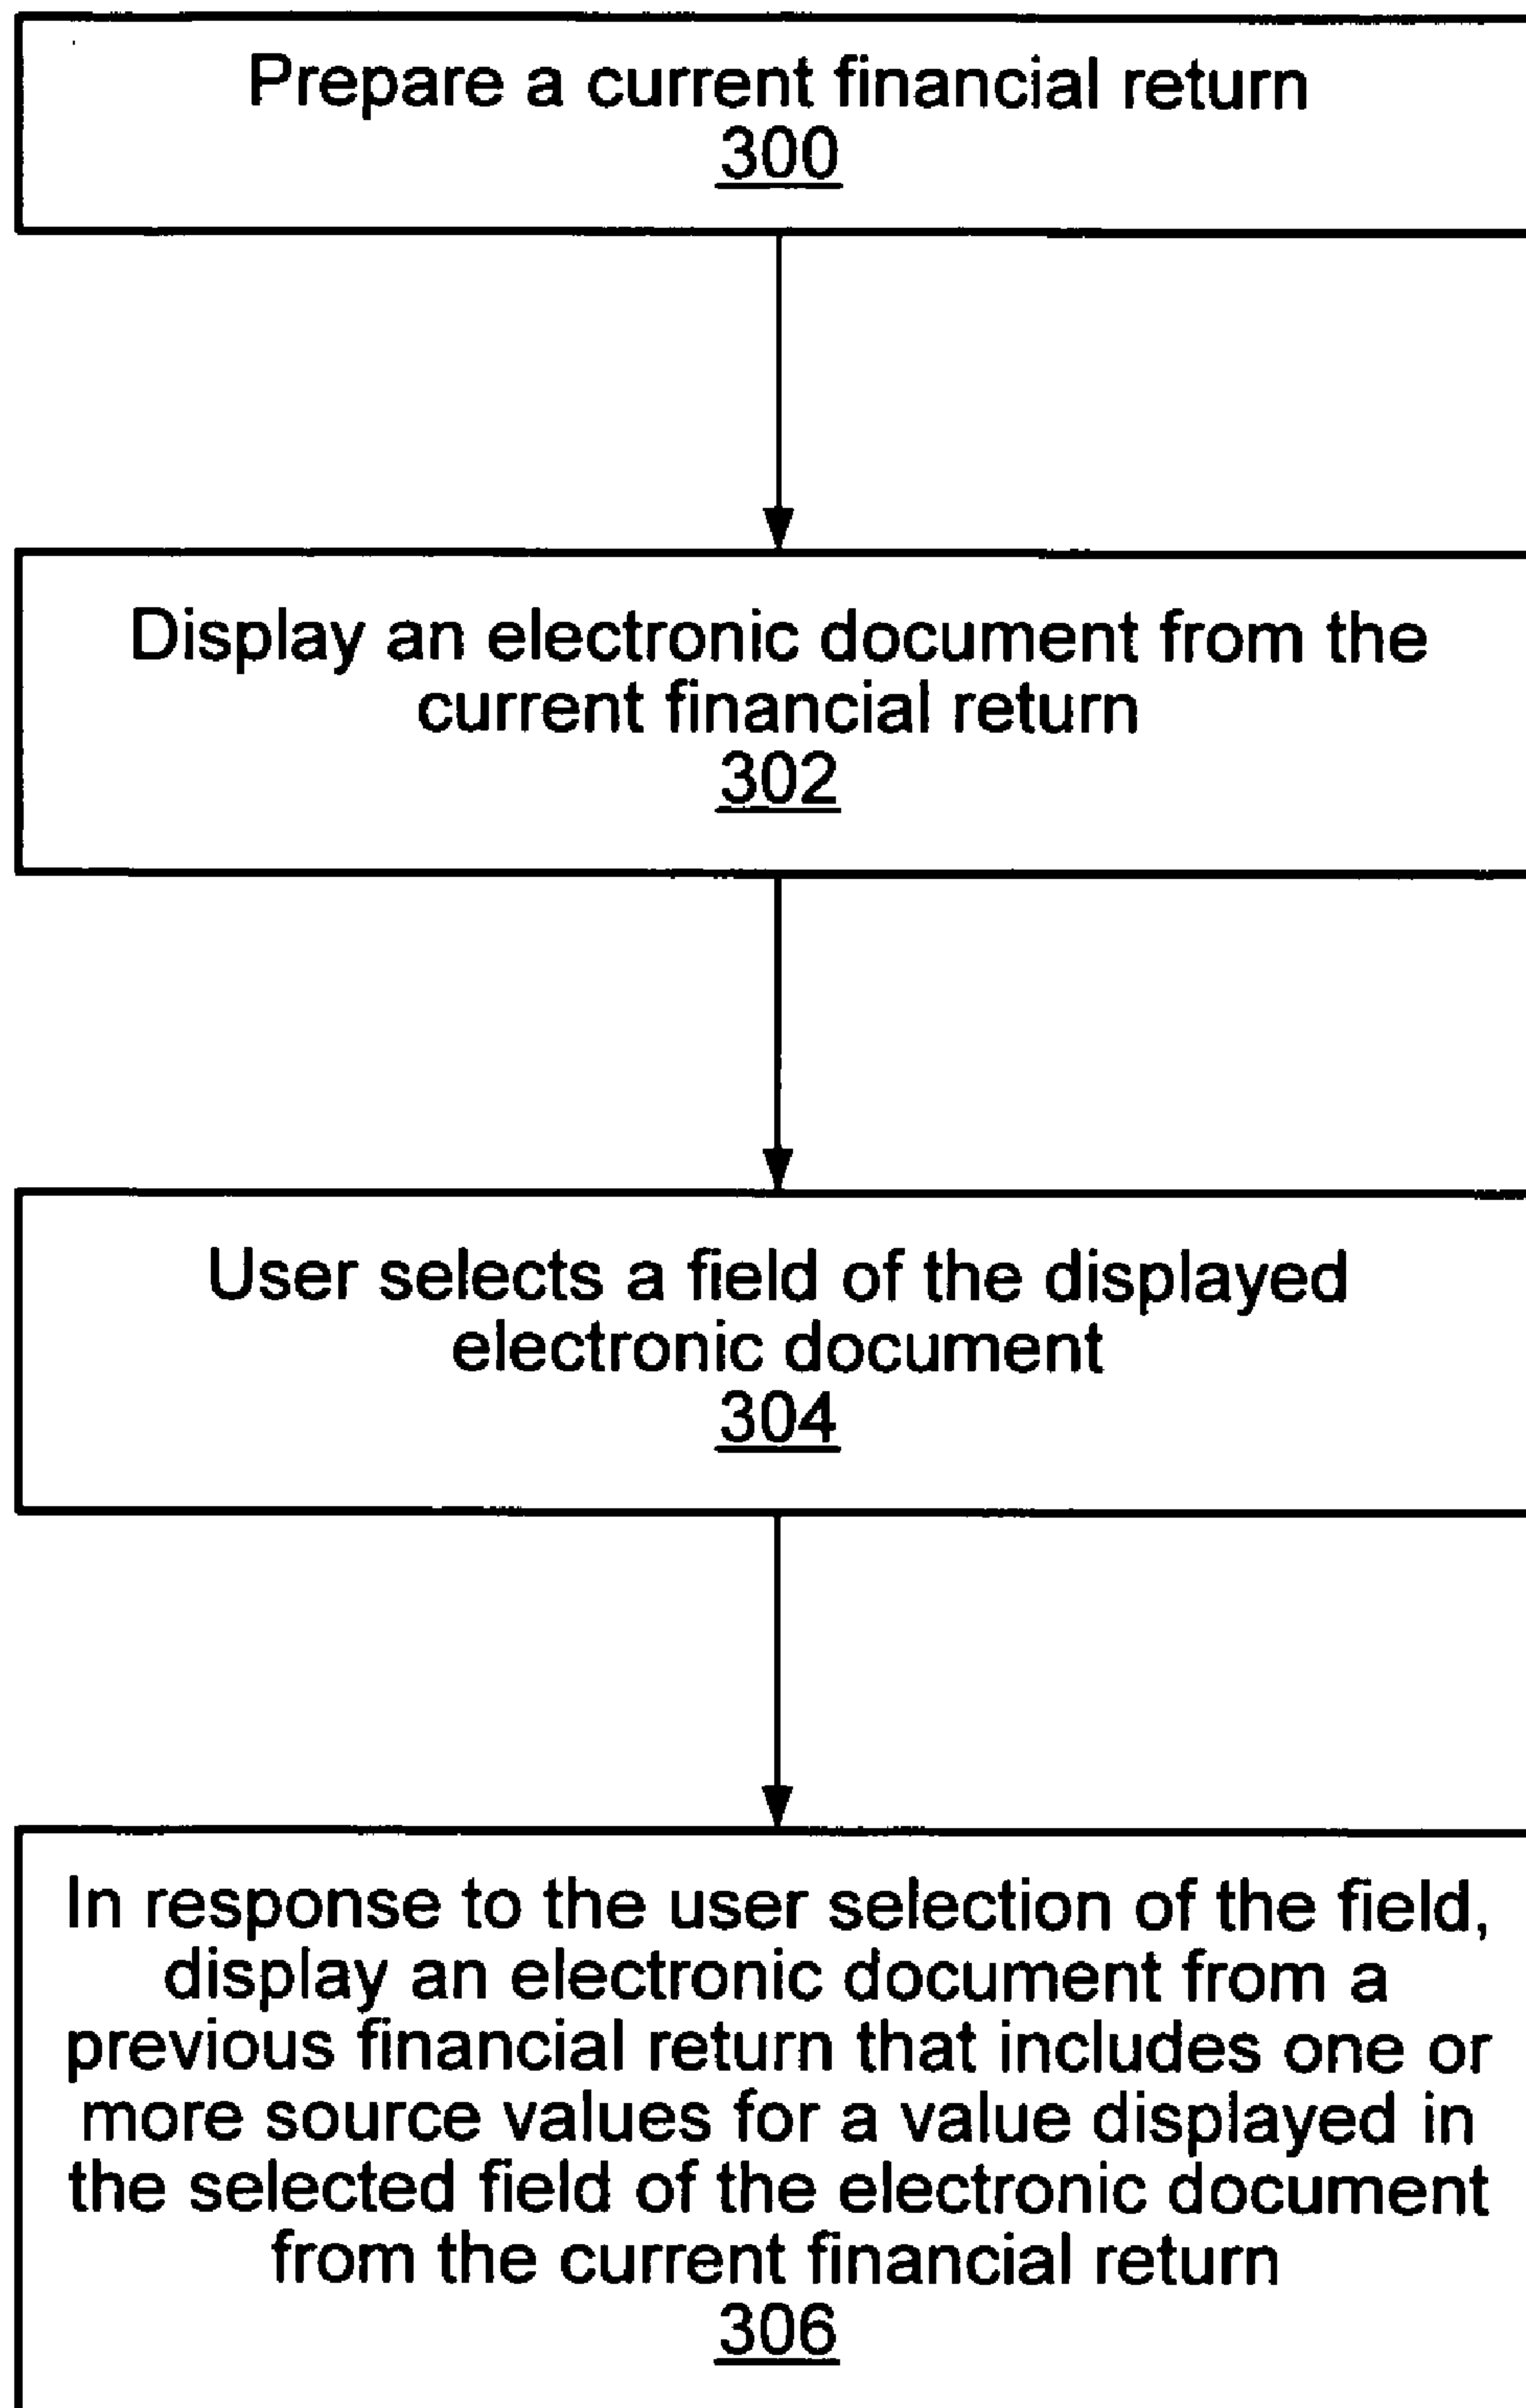 Prepare a current financial return
300
Display an electronic document from the
current financial return
302
User selects a field of the displayed
electronic document
304
In response to the user selection of the field,
display an electronic document from a
previous financial return that includes one or
more source values for a value displayed in
the selected field of the electronic document
from the current financial return
306